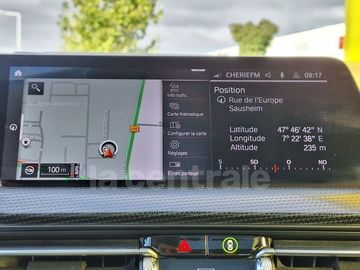 CHERIEFM
09:17
Info trafic
Carte thématique
Configurer la carte
Réglages
Écran partagé
100 m
Position
Rue de l'Europe
Sausheim
Latitude 47° 46' 42" N
Longitude 7° 22' 38" E
Altitude 235 m
S SO O NO
la centrale